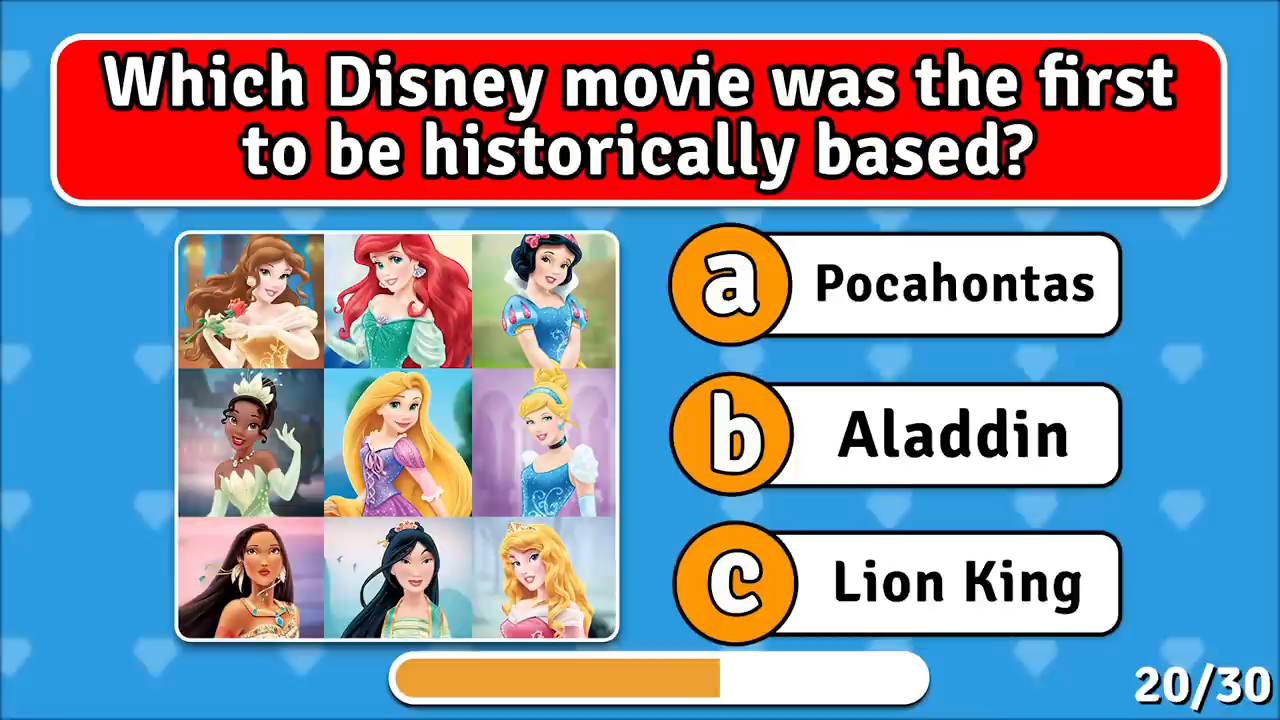 Which Disney movie was the first
to be historically based?
a Pocahontas
b Aladdin
c Lion King
20/30